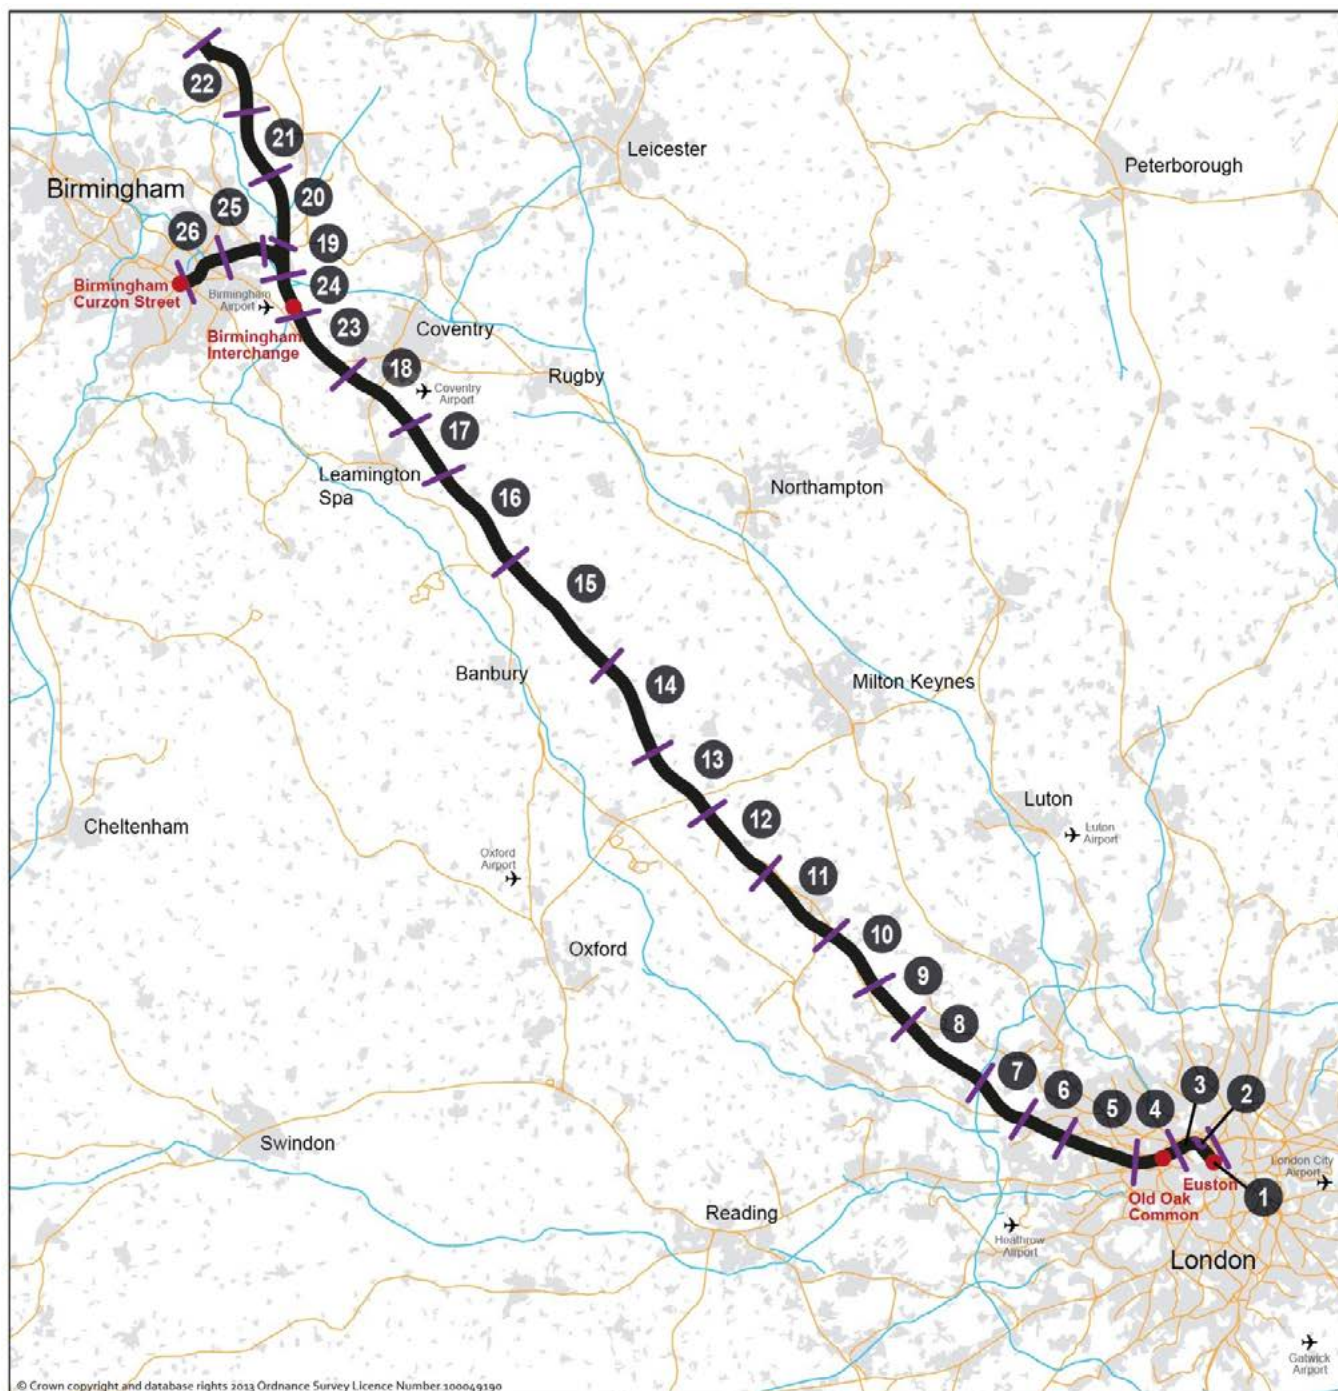 22
21
Leicester
Peterborough
Birmingham
20
25
26
19
24
Birmingham
Curzon Street
Birmingham
Airport
23
Birmingham
Interchange
Coventry
18
Coventry
Airport
Rugby
17
Leamington
Spa
16
Northampton
15
Banbury
14
Milton Keynes
13
12
Luton
Luton
Airport
Cheltenham
Oxford
Airport
11
10
Oxford
9
8
7
6
5
4
3
2
Swindon
London City
Airport
Euston
1
Old Oak
Common
Reading
Heathrow
Airport
London
Gatwick
Airport
© Crown copyright and database rights 2013 Ordnance Survey Licence Number 100049190